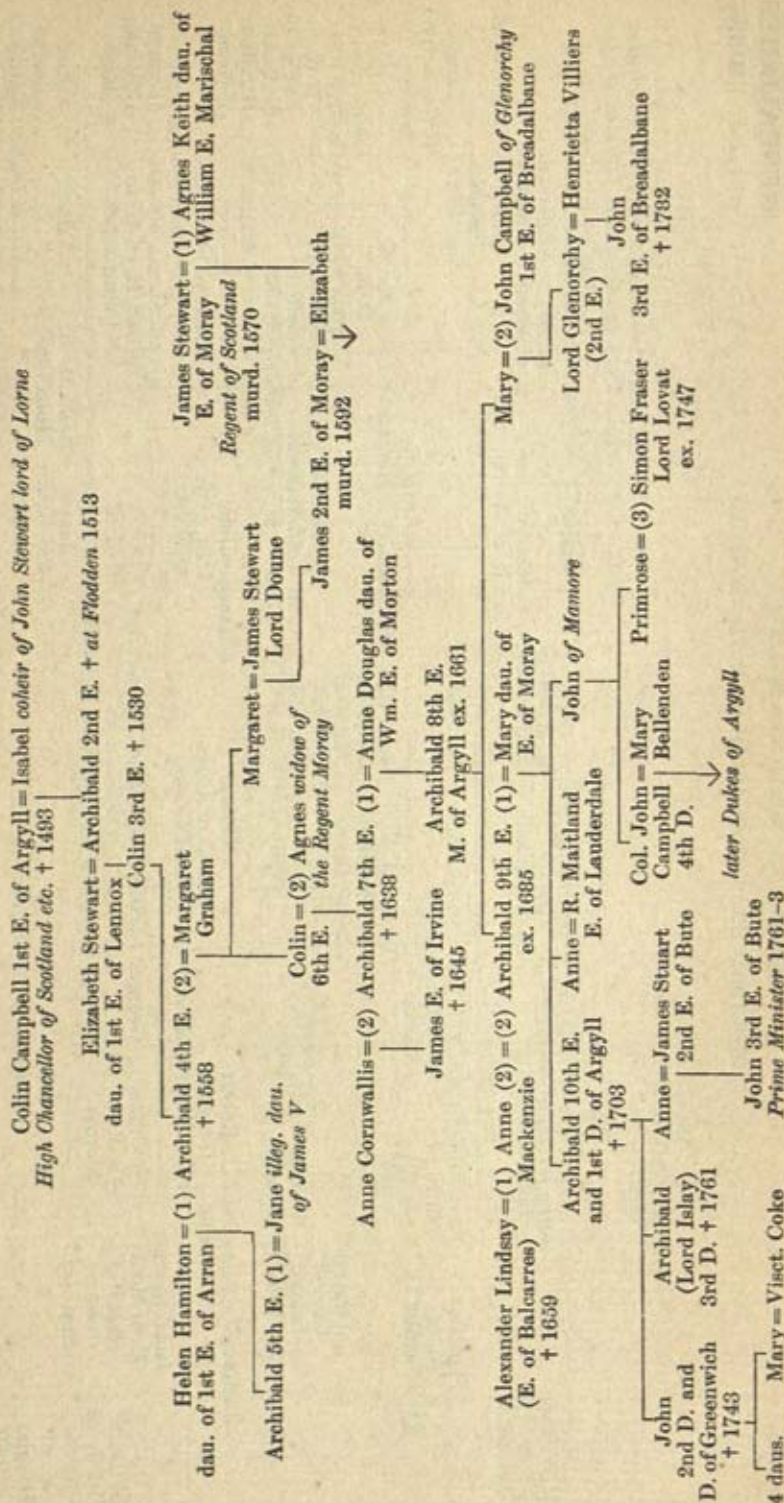 Colin Campbell 1st E. of Argyll = Isabel coheir of John Stewart lord of Lorne
High Chancellor of Scotland etc. † 1493
Elizabeth Stewart = Archibald 2nd E. † at Flodden 1513
dau. of 1st E. of Lennox
Colin 3rd E. † 1530
Helen Hamilton = (1) Archibald 4th E. (2) = Margaret
dau. of 1st E. of Arran † 1558 Graham
James Stewart = (1) Agnes Keith dau. of
E. of Moray William E. Marischal
Regent of Scotland
murd. 1570
Archibald 5th E. (1) = Jane illeg. dau.
of James V
Margaret = James Stewart
Lord Doune
Colin = (2) Agnes widow of
6th E. the Regent Moray
James 2nd E. of Moray = Elizabeth
murd. 1592
Anne Cornwallis = (2) Archibald 7th E. (1) = Anne Douglas dau. of
† 1638 Wm. E. of Morton
James E. of Irvine
† 1645
Archibald 8th E.
M. of Argyll ex. 1661
Alexander Lindsay = (1) Anne (2) = (2) Archibald 9th E. (1) = Mary dau. of
(E. of Balcarres) Mackenzie ex. 1685 E. of Moray
† 1659
Mary = (2) John Campbell of Glenorchy
1st E. of Breadalbane
Archibald 10th E.
and 1st D. of Argyll
† 1703
Anne = R. Maitland
E. of Lauderdale
John of Mamore
Lord Glenorchy = Henrietta Villiers
(2nd E.)
John
3rd E. of Breadalbane
† 1782
John
2nd D. and
D. of Greenwich
† 1743
Archibald
(Lord Islay)
3rd D. † 1761
Anne = James Stuart
2nd E. of Bute
Col. John = Mary
Campbell Bellenden
4th D.
Primrose = (3) Simon Fraser
Lord Lovat
ex. 1747
later Dukes of Argyll
4 daus.
Mary = Visct. Coke
John 3rd E. of Bute
Prime Minister 1761-3